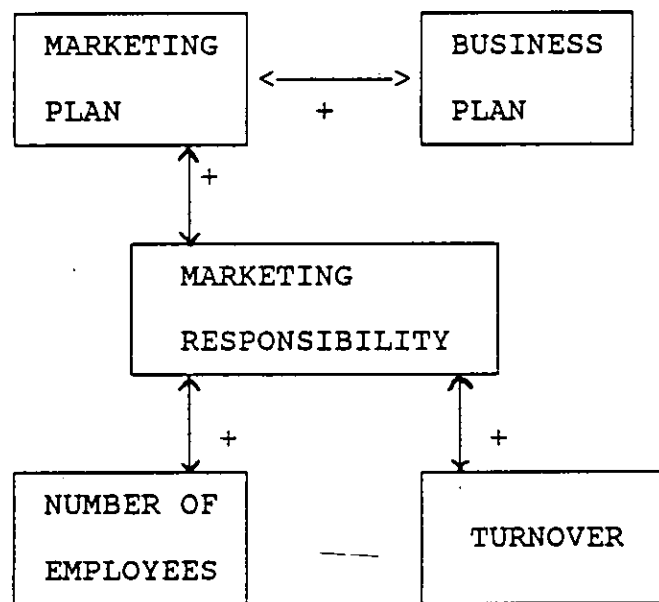 MARKETING
PLAN
BUSINESS
PLAN
+
+
MARKETING
RESPONSIBILITY
+
+
NUMBER OF
EMPLOYEES
TURNOVER